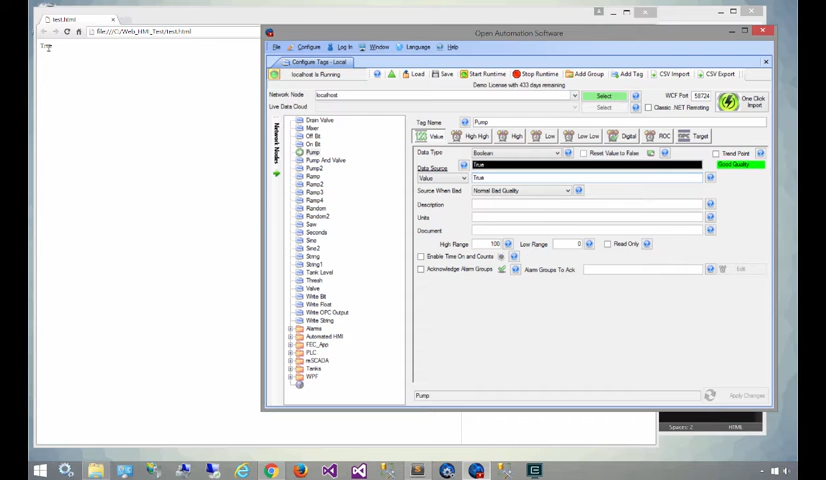 test.html
file:///C:/Web_HMI_Test/test.html
True
Open Automation Software
File Configure Log In Window Language Help
Configure Tags - Local
localhost Is Running Load Save Start Runtime Stop Runtime Add Group Add Tag CSV Import CSV Export
Demo License with 433 days remaining
Network Node localhost Select WCF Port 58724 One Click Import
Live Data Cloud Select Classic .NET Remoting
Network Nodes
Drain Valve
Mixer
Off Bit
On Bit
Pump
Pump And Valve
Pump2
Ramp
Ramp2
Ramp3
Ramp4
Random
Random2
Saw
Seconds
Sine
Sine2
String
String1
Tank Level
Thresh
Valve
Write Bit
Write Float
Write OPC Output
Write String
Alarms
Automated HMI
FEC_App
PLC
reSCADA
Tanks
WPF
Tag Name Pump
Value High High High Low Low Low Digital ROC Target
Data Type Boolean Reset Value to False Trend Point
Data Source True Good Quality
Value True
Source When Bad Normal Bad Quality
Description
Units
Document
High Range 100 Low Range 0 Read Only
Enable Time On and Counts
Acknowledge Alarm Groups Alarm Groups To Ack Edit
Pump Apply Changes
Spaces: 2 HTML